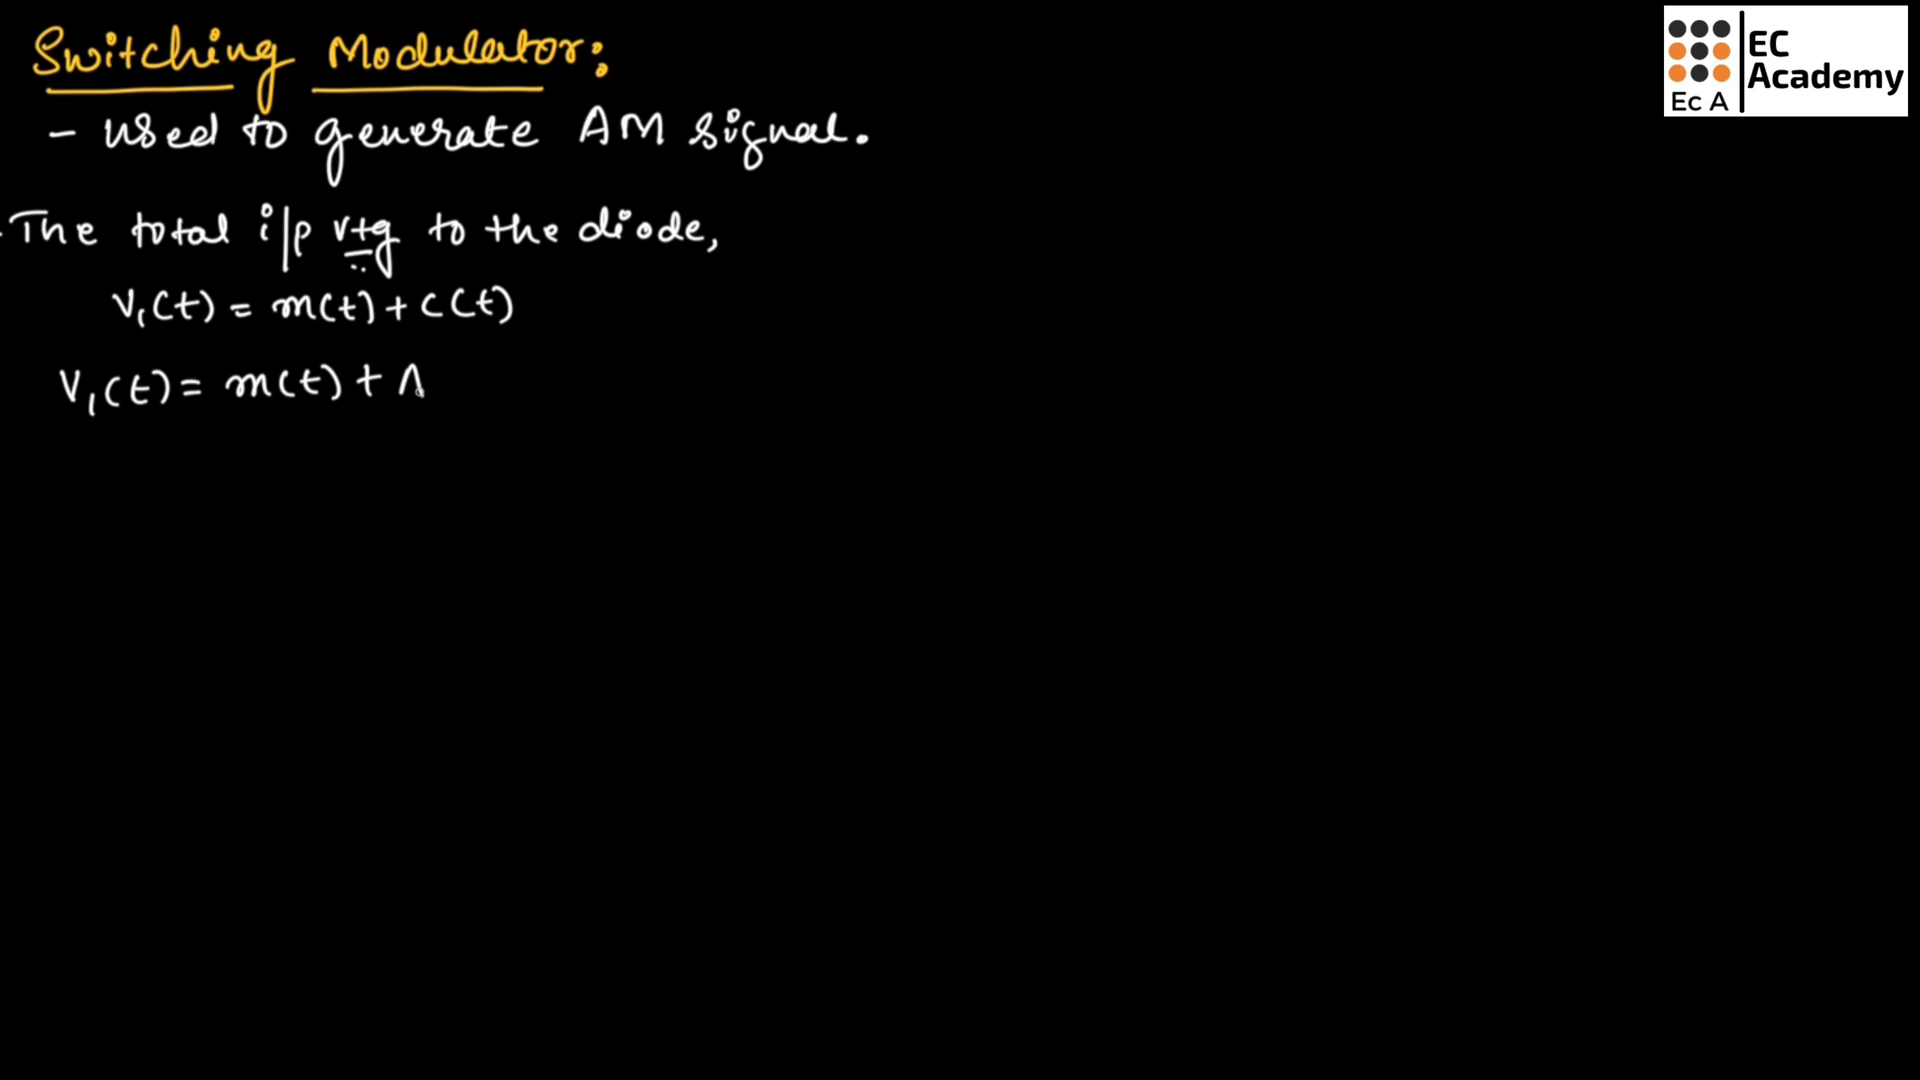 Switching Modulator:
- used to generate AM signal.
The total i/p vtg to the diode,
V₁(t) = m(t) + c(t)
V₁(t) = m(t) + A
EC
Academy
Ec A